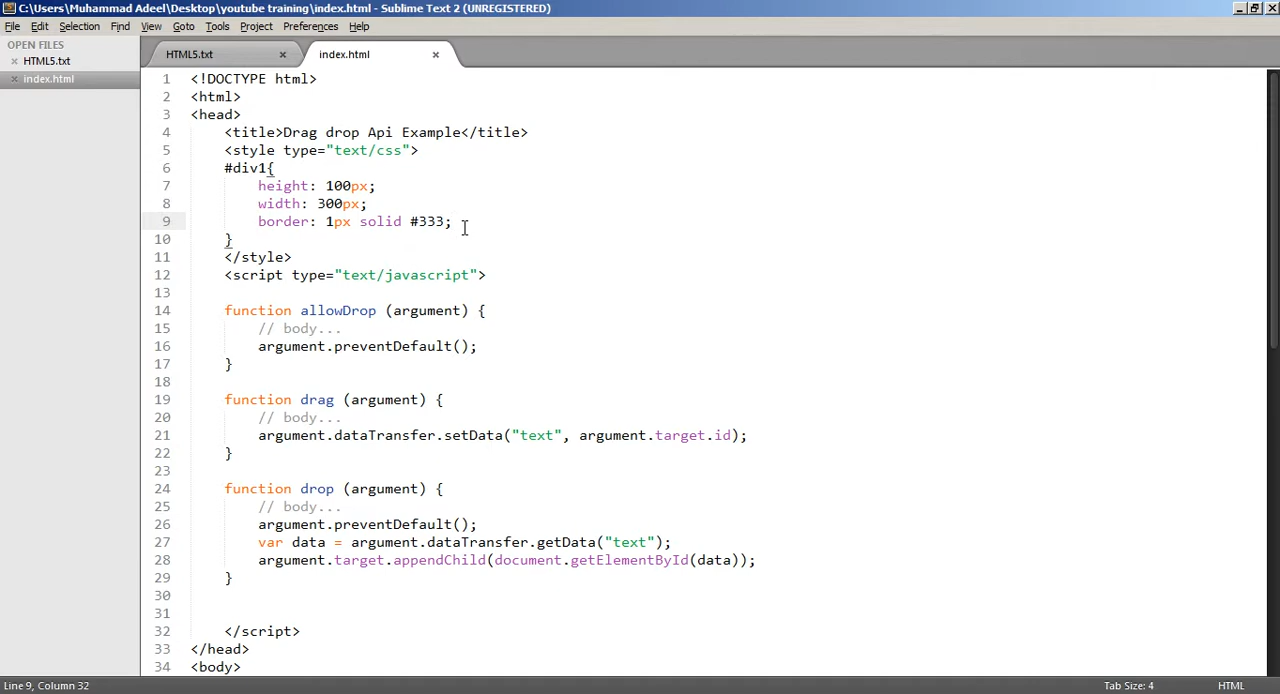 C:\Users\Muhammad Adeel\Desktop\youtube training\index.html - Sublime Text 2 (UNREGISTERED)
File Edit Selection Find View Goto Tools Project Preferences Help
OPEN FILES
HTML5.txt
index.html
HTML5.txt index.html
1 <!DOCTYPE html>
2 <html>
3 <head>
4 <title>Drag drop Api Example</title>
5 <style type="text/css">
6 #div1{
7 height: 100px;
8 width: 300px;
9 border: 1px solid #333;
10 }
11 </style>
12 <script type="text/javascript">
13
14 function allowDrop (argument) {
15 // body...
16 argument.preventDefault();
17 }
18
19 function drag (argument) {
20 // body...
21 argument.dataTransfer.setData("text", argument.target.id);
22 }
23
24 function drop (argument) {
25 // body...
26 argument.preventDefault();
27 var data = argument.dataTransfer.getData("text");
28 argument.target.appendChild(document.getElementById(data));
29 }
30
31
32 </script>
33 </head>
34 <body>
Line 9, Column 32 Tab Size: 4 HTML